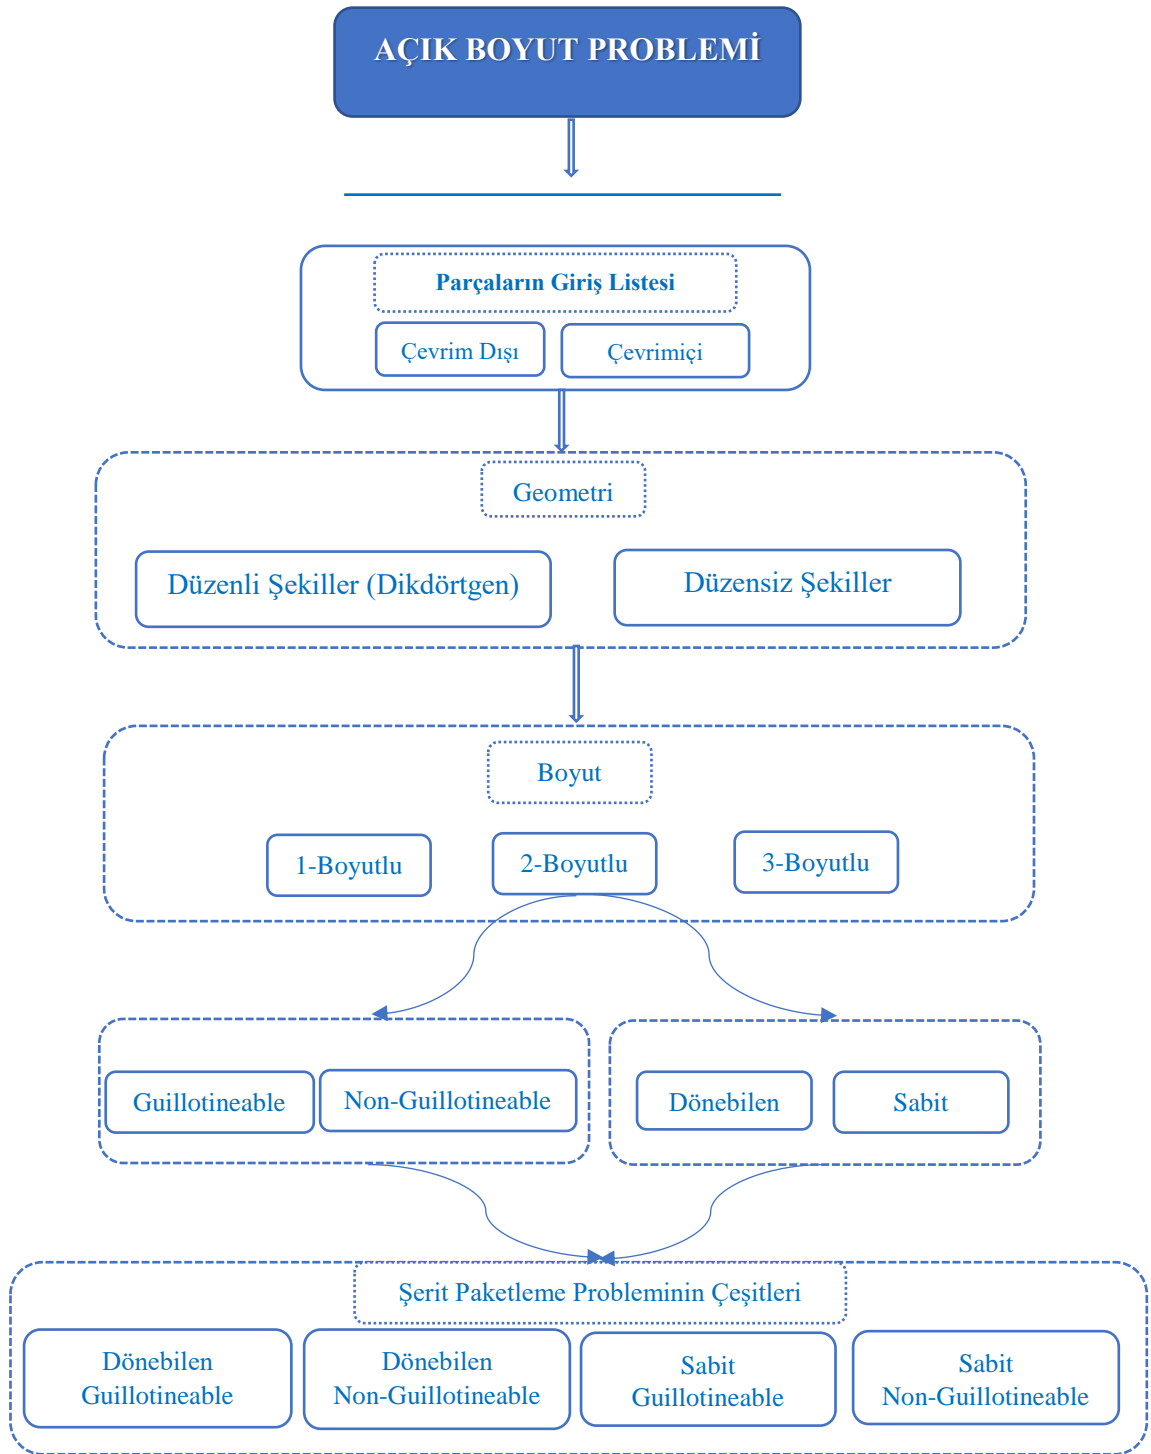 AÇIK BOYUT PROBLEMİ
Parçaların Giriş Listesi
Çevrim Dışı
Çevrimiçi
Geometri
Düzenli Şekiller (Dikdörtgen)
Düzensiz Şekiller
Boyut
1-Boyutlu
2-Boyutlu
3-Boyutlu
Guillotineable
Non-Guillotineable
Dönebilen
Sabit
Şerit Paketleme Probleminin Çeşitleri
Dönebilen
Guillotineable
Dönebilen
Non-Guillotineable
Sabit
Guillotineable
Sabit
Non-Guillotineable